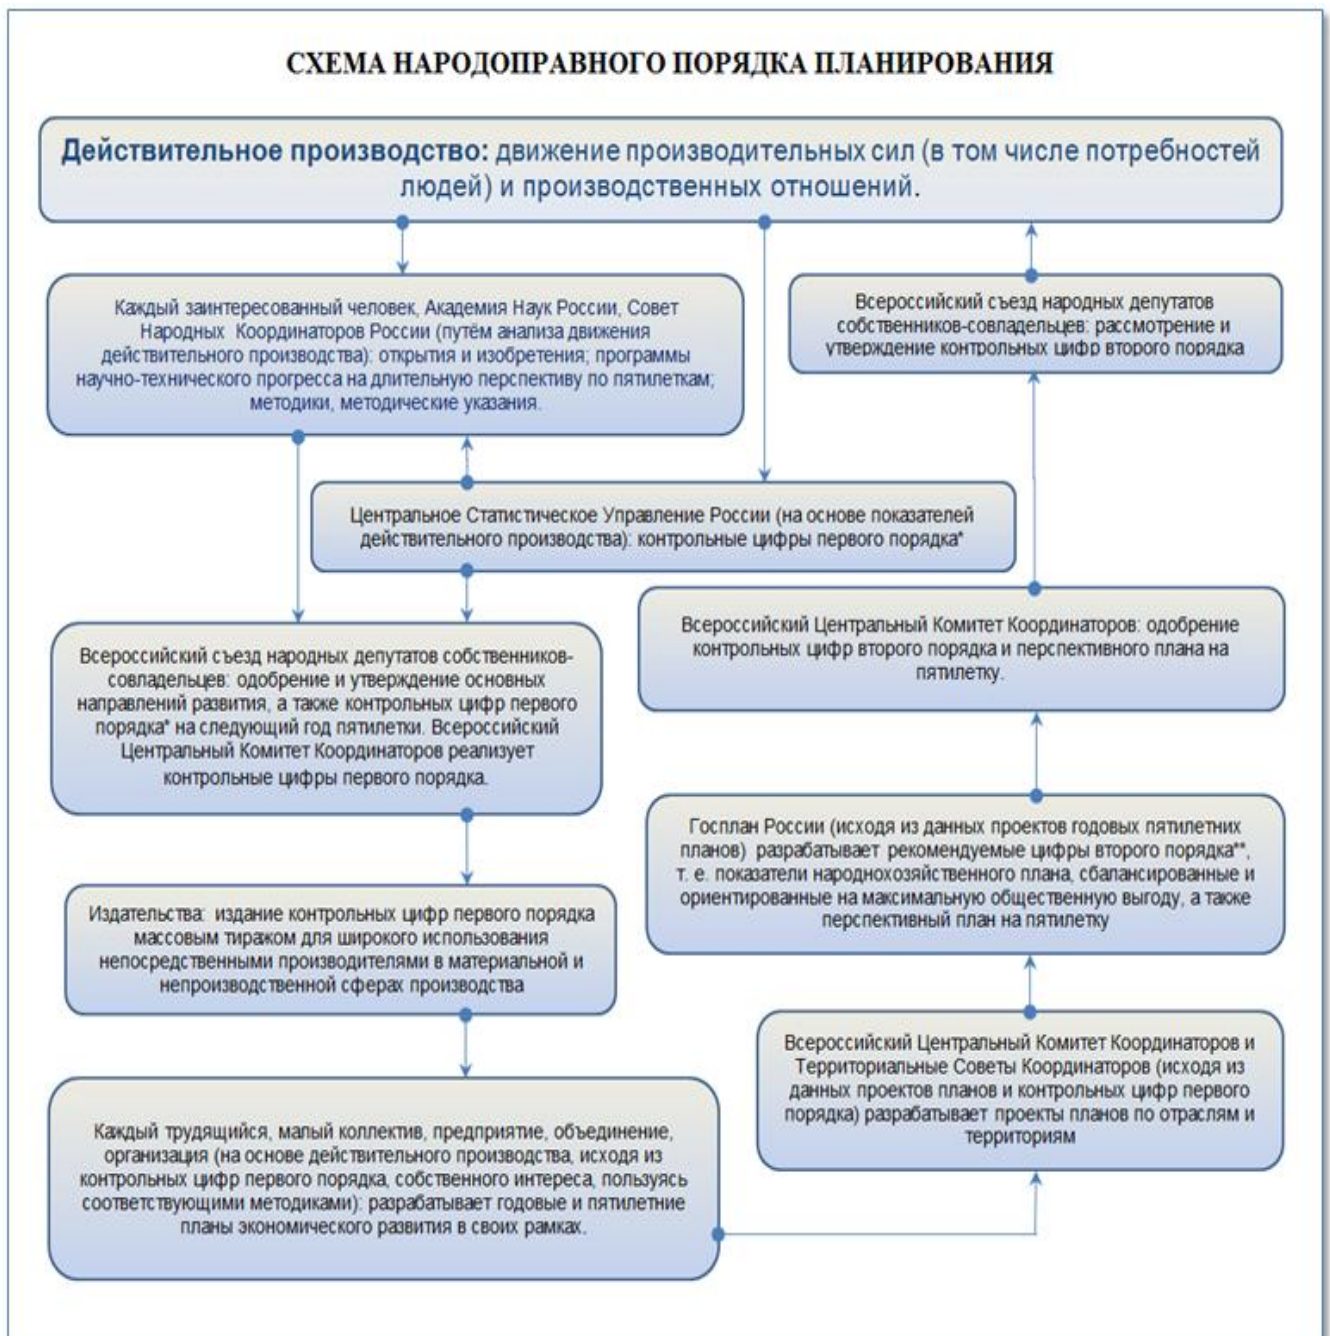 СХЕМА НАРОДОПРАВНОГО ПОРЯДКА ПЛАНИРОВАНИЯ
Действительное производство: движение производительных сил (в том числе потребностей
людей) и производственных отношений.
Каждый заинтересованный человек, Академия Наук России, Совет
Народных Координаторов России (путём анализа движения
действительного производства): открытия и изобретения; программы
научно-технического прогресса на длительную перспективу по пятилеткам;
методики, методические указания.
Всероссийский съезд народных депутатов
собственников-совладельцев: рассмотрение и
утверждение контрольных цифр второго порядка
Центральное Статистическое Управление России (на основе показателей
действительного производства): контрольные цифры первого порядка*
Всероссийский съезд народных депутатов собственников-
совладельцев: одобрение и утверждение основных
направлений развития, а также контрольных цифр первого
порядка* на следующий год пятилетки. Всероссийский
Центральный Комитет Координаторов реализует
контрольные цифры первого порядка.
Всероссийский Центральный Комитет Координаторов: одобрение
контрольных цифр второго порядка и перспективного плана на
пятилетку.
Госплан России (исходя из данных проектов годовых пятилетних
планов) разрабатывает рекомендуемые цифры второго порядка**,
т. е. показатели народнохозяйственного плана, сбалансированные и
ориентированные на максимальную общественную выгоду, а также
перспективный план на пятилетку
Издательства: издание контрольных цифр первого порядка
массовым тиражом для широкого использования
непосредственными производителями в материальной и
непроизводственной сферах производства
Всероссийский Центральный Комитет Координаторов и
Территориальные Советы Координаторов (исходя из
данных проектов планов и контрольных цифр первого
порядка) разрабатывает проекты планов по отраслям и
территориям
Каждый трудящийся, малый коллектив, предприятие, объединение,
организация (на основе действительного производства, исходя из
контрольных цифр первого порядка, собственного интереса, пользуясь
соответствующими методиками): разрабатывает годовые и пятилетние
планы экономического развития в своих рамках.